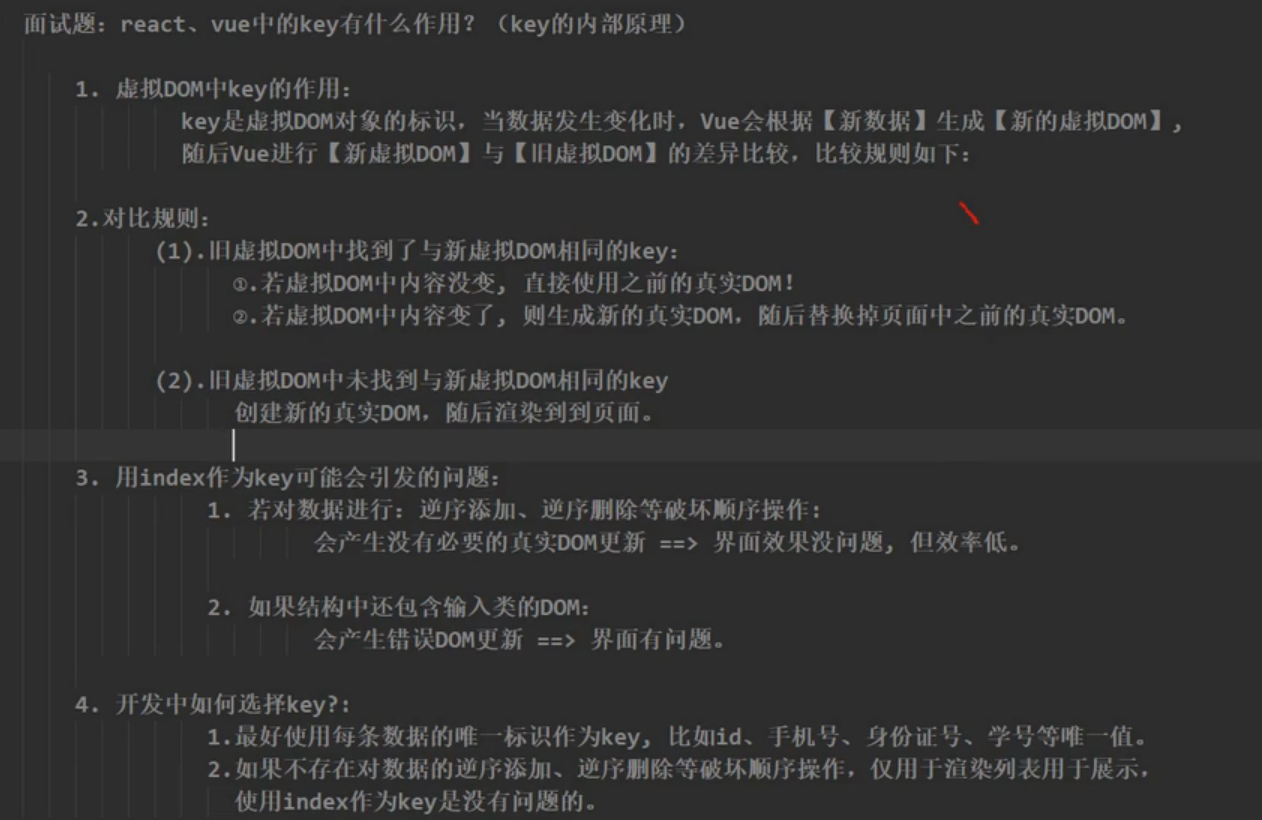 面试题：react、vue中的key有什么作用？（key的内部原理）
1. 虚拟DOM中key的作用：
key是虚拟DOM对象的标识，当数据发生变化时，Vue会根据【新数据】生成【新的虚拟DOM】,
随后Vue进行【新虚拟DOM】与【旧虚拟DOM】的差异比较，比较规则如下：
2.对比规则：
(1).旧虚拟DOM中找到了与新虚拟DOM相同的key：
①.若虚拟DOM中内容没变, 直接使用之前的真实DOM！
②.若虚拟DOM中内容变了, 则生成新的真实DOM，随后替换掉页面中之前的真实DOM。
(2).旧虚拟DOM中未找到与新虚拟DOM相同的key
创建新的真实DOM，随后渲染到到页面。
3. 用index作为key可能会引发的问题：
1. 若对数据进行：逆序添加、逆序删除等破坏顺序操作：
会产生没有必要的真实DOM更新 ==> 界面效果没问题, 但效率低。
2. 如果结构中还包含输入类的DOM：
会产生错误DOM更新 ==> 界面有问题。
4. 开发中如何选择key?：
1.最好使用每条数据的唯一标识作为key, 比如id、手机号、身份证号、学号等唯一值。
2.如果不存在对数据的逆序添加、逆序删除等破坏顺序操作，仅用于渲染列表用于展示，
使用index作为key是没有问题的。